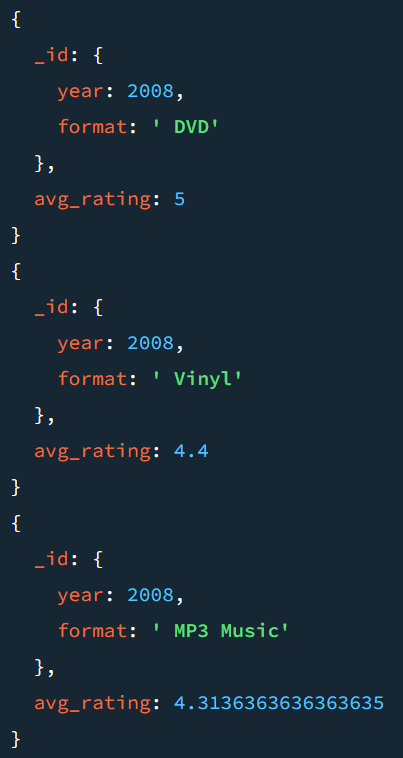 {
  _id: {
    year: 2008,
    format: ' DVD'
  },
  avg_rating: 5
}
{
  _id: {
    year: 2008,
    format: ' Vinyl'
  },
  avg_rating: 4.4
}
{
  _id: {
    year: 2008,
    format: ' MP3 Music'
  },
  avg_rating: 4.3136363636363635
}